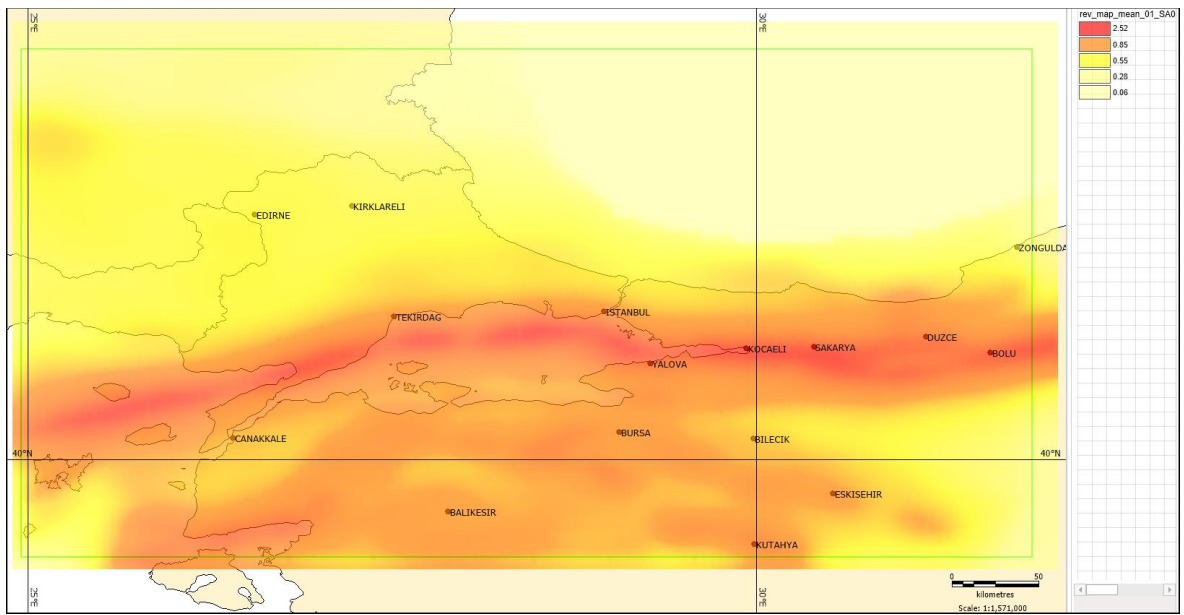 rev_map_mean_01_SA0
2.52
0.85
0.55
0.28
0.06
25°E
30°E
EDIRNE
KIRKLARELI
ZONGULDA
TEKIRDAG
ISTANBUL
KOCAELI
SAKARYA
DUZCE
BOLU
YALOVA
CANAKKALE
BURSA
BILECIK
40°N
40°N
ESKISEHIR
BALIKESIR
KUTAHYA
0
50
kilometres
Scale: 1:1,571,000
25°E
30°E